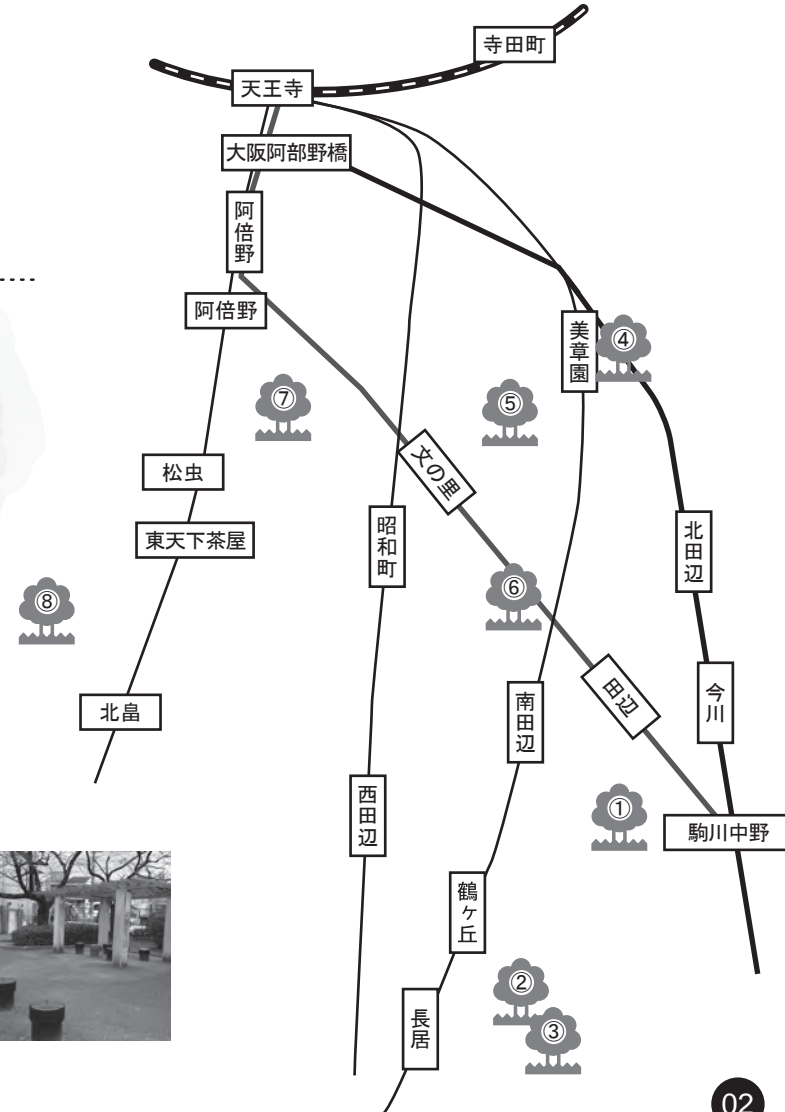 寺田町
天王寺
大阪阿部野橋
阿倍野
阿倍野
美章園
④
⑦
⑤
文の里
松虫
昭和町
北田辺
東天下茶屋
⑥
⑧
南田辺
田辺
今川
北畠
西田辺
①
駒川中野
鶴ヶ丘
②
長居
③
02